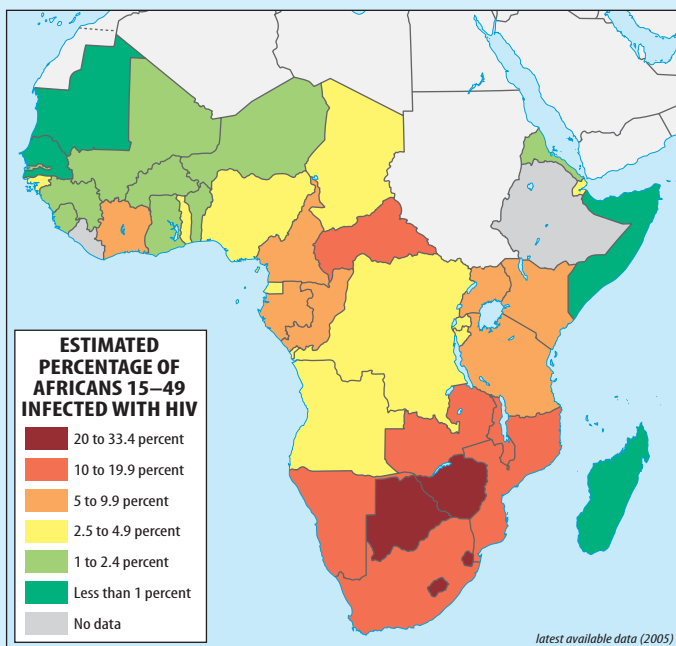 ESTIMATED
PERCENTAGE OF
AFRICANS 15–49
INFECTED WITH HIV
20 to 33.4 percent
10 to 19.9 percent
5 to 9.9 percent
2.5 to 4.9 percent
1 to 2.4 percent
Less than 1 percent
No data
latest available data (2005)